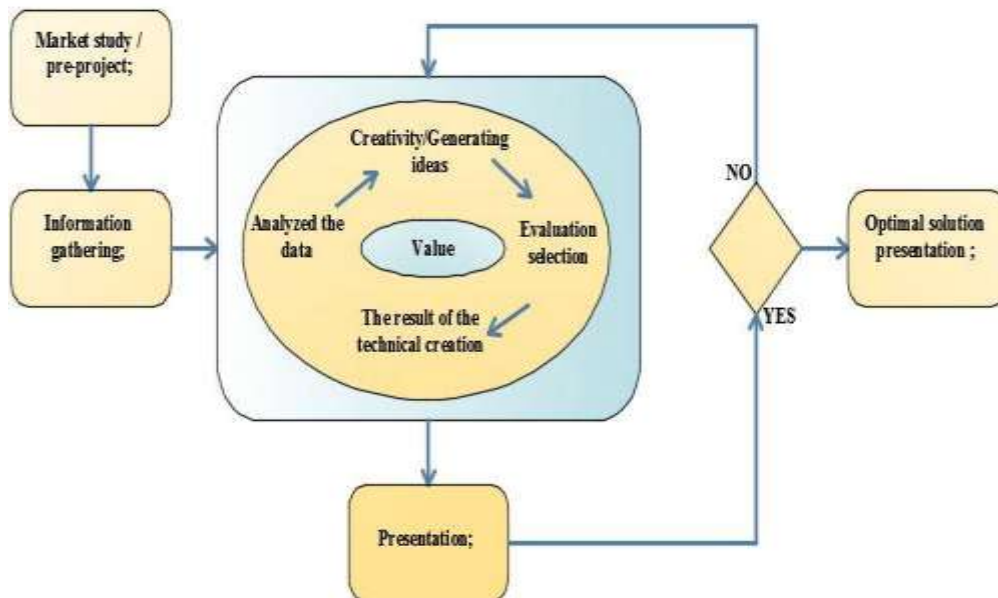 Market study /
pre-project;
Information
gathering;
Creativity/Generating
ideas
Analyzed the
data
Value
Evaluation
selection
The result of the
technical creation
Presentation;
NO
YES
Optimal solution
presentation ;